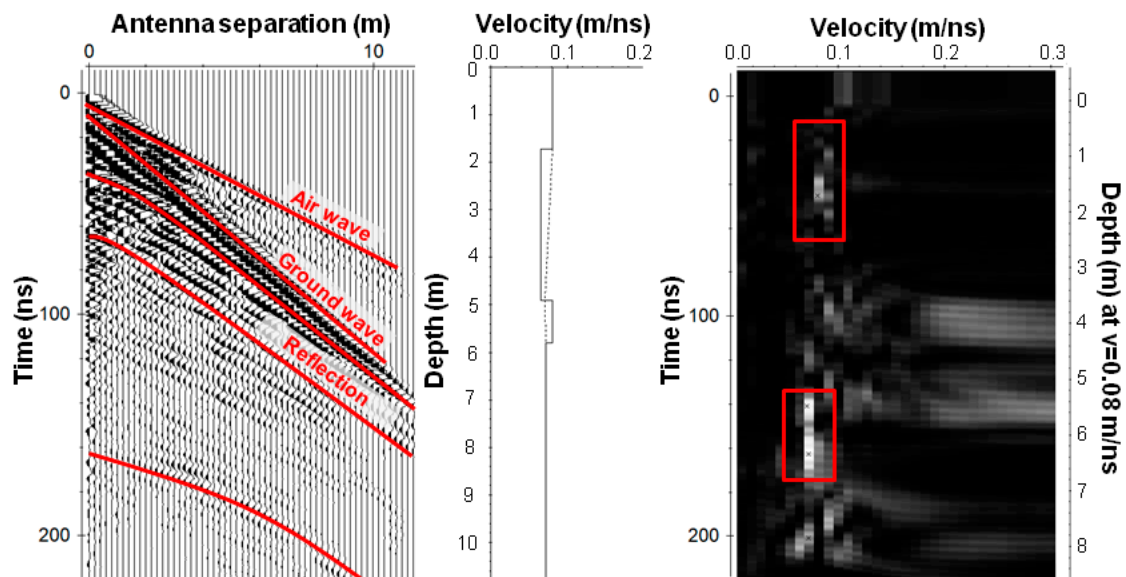 Antenna separation (m)
0 10
Time (ns)
0
100
200
Air wave
Ground wave
Reflection
Velocity (m/ns)
0.0 0.1 0.2
Depth (m)
0
1
2
3
4
5
6
7
8
9
10
Velocity (m/ns)
0.0 0.1 0.3
Time (ns)
0
100
200
0
1
2
3
4
5
6
7
8
Depth (m) at v=0.08 m/ns